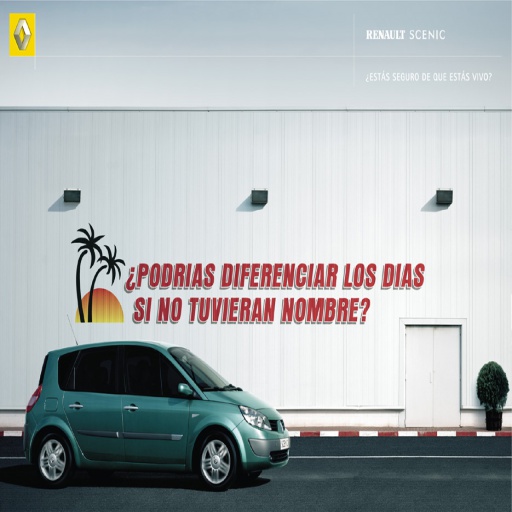 RENAULT SCENIC
¿ESTÁS SEGURO DE QUE ESTÁS VIVO?
¿PODRIAS DIFERENCIAR LOS DIAS
SI NO TUVIERAN NOMBRE?